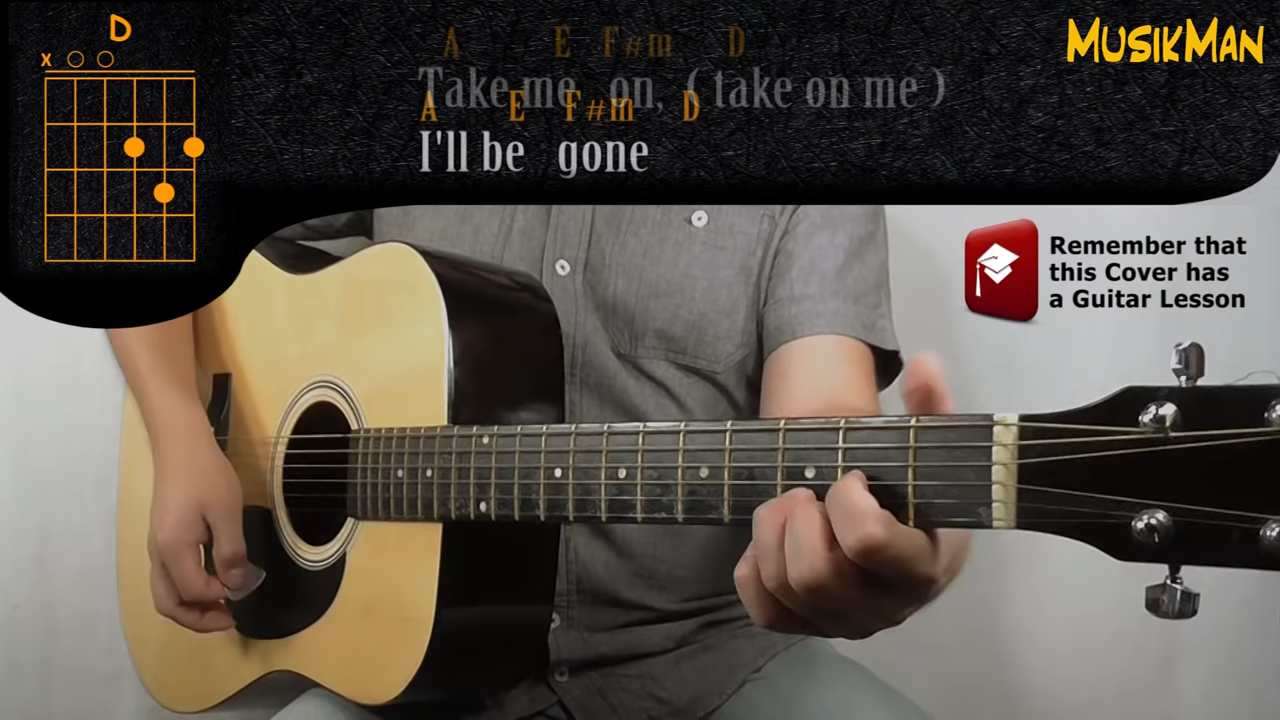 D
x
A E F#m D
Take me on, ( take on me )
A E F#m D
I'll be gone
MUSIKMAN
Remember that
this Cover has
a Guitar Lesson